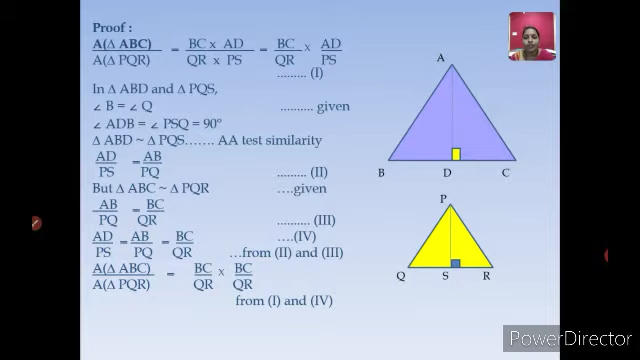 Proof :
A(Δ ABC) = BC x AD = BC x AD
A(Δ PQR) QR x PS QR PS
......... (I)
In Δ ABD and Δ PQS,
∠ B = ∠ Q .......... given
∠ ADB = ∠ PSQ = 90°
Δ ABD ~ Δ PQS....... AA test similarity
AD = AB
PS PQ ......... (II)
But Δ ABC ~ Δ PQR ....given
AB = BC
PQ QR .......... (III)
AD = AB = BC ....(IV)
PS PQ QR ...from (II) and (III)
A(Δ ABC) = BC x BC
A(Δ PQR) QR QR
from (I) and (IV)
A
B D C
P
Q S R
PowerDirector